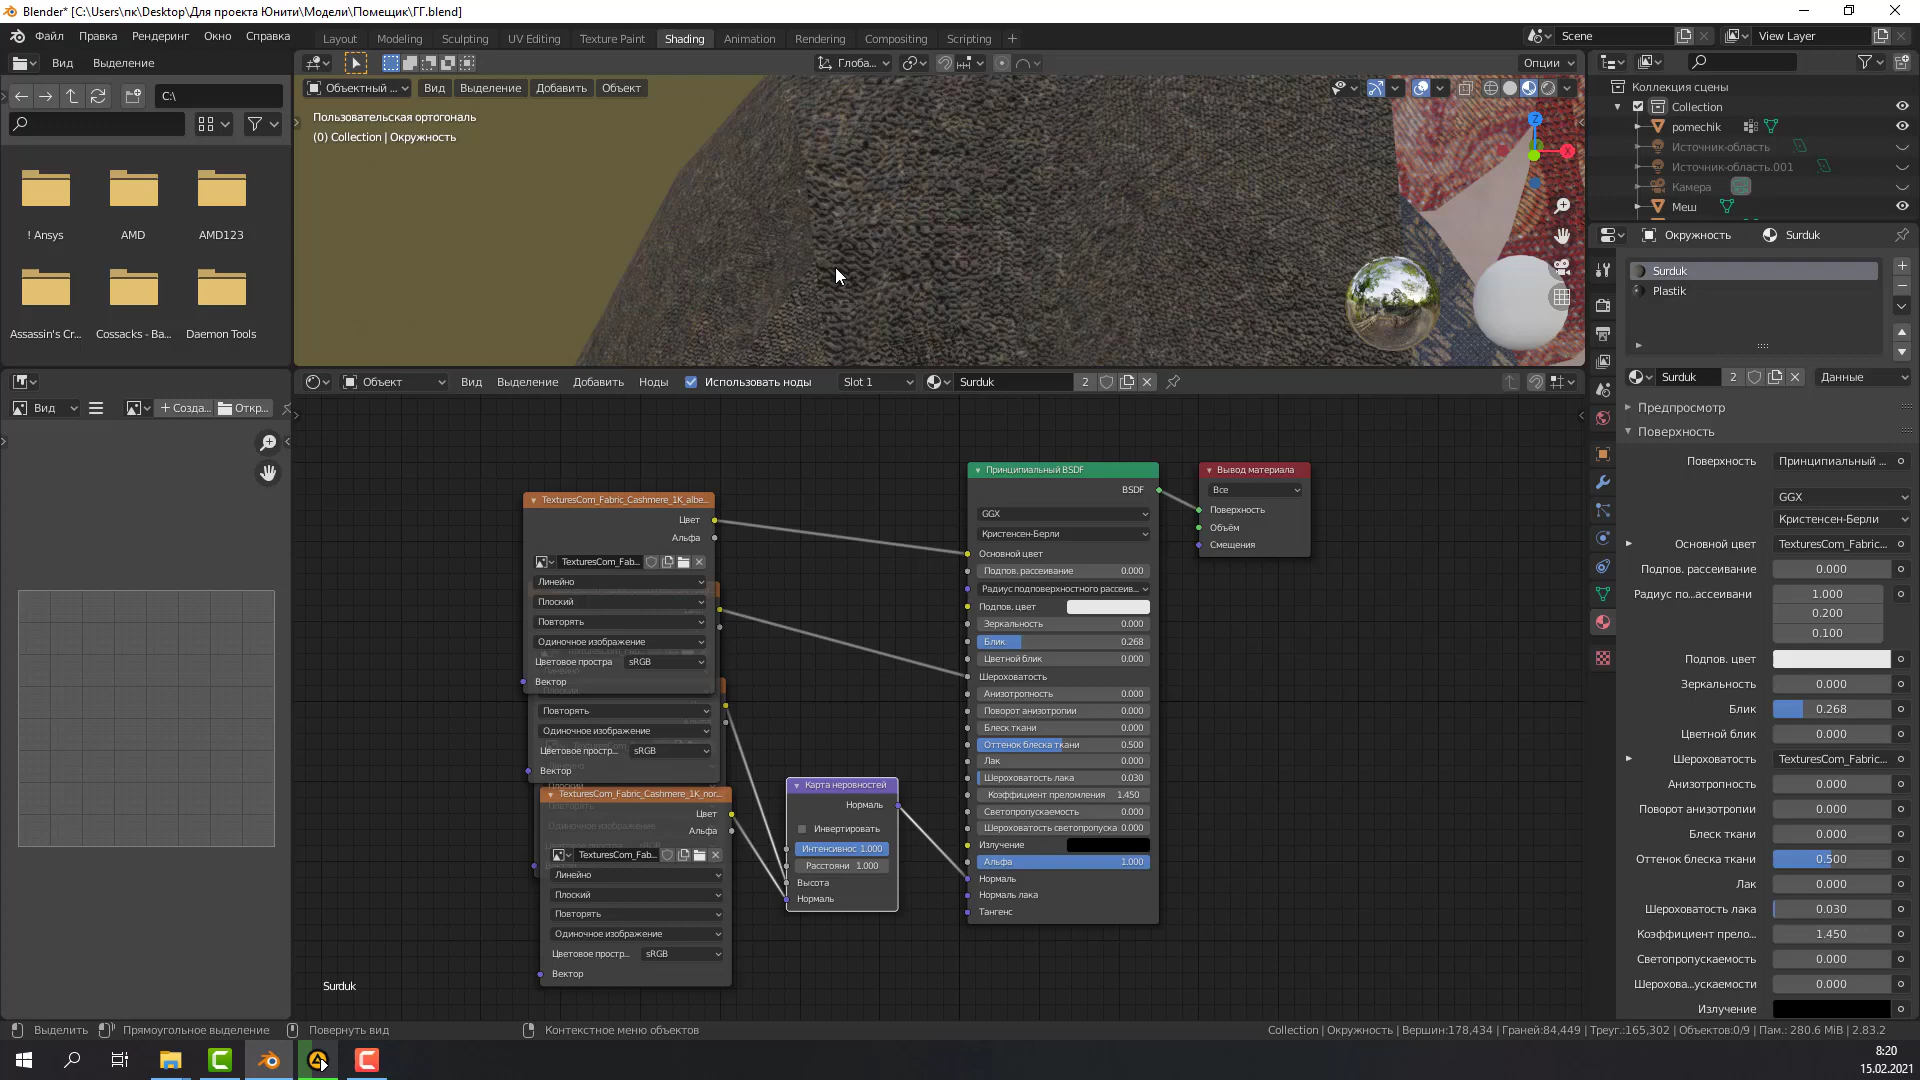 Blender* [C:\Users\пк\Desktop\Для проекта Юнити\Модели\Помещик\ГГ.blend]
Файл Правка Рендеринг Окно Справка
Layout Modeling Sculpting UV Editing Texture Paint Shading Animation Rendering Compositing Scripting
Scene
View Layer
Вид Выделение
Глоба...
Опции
C:\
Объектный ... Вид Выделение Добавить Объект
Пользовательская ортогональ
(0) Collection | Окружность
! Ansys
AMD
AMD123
Assassin's Cr...
Cossacks - Ba...
Daemon Tools
Z
X
Коллекция сцены
Collection
pomechik
Источник-область
Источник-область.001
Камера
Меш
Окружность
Surduk
Surduk
Plastik
Surduk 2
Данные
Предпросмотр
Поверхность
Поверхность Принципиальный ...
GGX
Кристенсен-Берли
Основной цвет TexturesCom_Fabric...
Подпов. рассеивание 0.000
Радиус по...ассеивани 1.000
0.200
0.100
Подпов. цвет
Зеркальность 0.000
Блик 0.268
Цветной блик 0.000
Шероховатость TexturesCom_Fabric...
Анизотропность 0.000
Поворот анизотропии 0.000
Блеск ткани 0.000
Оттенок блеска ткани 0.500
Лак 0.000
Шероховатость лака 0.030
Коэффициент прело... 1.450
Светопропускаемость 0.000
Шерохова...ускаемости 0.000
Излучение
Вид
Созда...
Откр...
Объект
Вид Выделение Добавить Ноды Использовать ноды
Slot 1
Surduk 2
TexturesCom_Fabric_Cashmere_1K_albe...
Цвет
Альфа
TexturesCom_Fab...
Линейно
Плоский
Повторять
Одиночное изображение
Цветовое простра sRGB
Вектор
Повторять
Одиночное изображение
Цветовое простр... sRGB
Вектор
TexturesCom_Fabric_Cashmere_1K_nor...
Цвет
Альфа
TexturesCom_Fab...
Линейно
Плоский
Повторять
Одиночное изображение
Цветовое простр... sRGB
Вектор
Карта неровностей
Нормаль
Инвертировать
Интенсивнос 1.000
Расстояни 1.000
Высота
Нормаль
Принципиальный BSDF
BSDF
GGX
Кристенсен-Берли
Основной цвет
Подпов. рассеивание 0.000
Радиус подповерхностного рассеив...
Подпов. цвет
Зеркальность 0.000
Блик 0.268
Цветной блик 0.000
Шероховатость
Анизотропность 0.000
Поворот анизотропии 0.000
Блеск ткани 0.000
Оттенок блеска ткани 0.500
Лак 0.000
Шероховатость лака 0.030
Коэффициент преломления 1.450
Светопропускаемость 0.000
Шероховатость светопропуска 0.000
Излучение
Альфа 1.000
Нормаль
Нормаль лака
Тангенс
Вывод материала
Все
Поверхность
Объём
Смещения
Surduk
Выделить Прямоугольное выделение Повернуть вид Контекстное меню объектов
Collection | Окружность | Вершин:178,434 | Граней:84,449 | Треуг.:165,302 | Объектов:0/9 | Пам.: 280.6 MiB | 2.83.2
8:20
15.02.2021